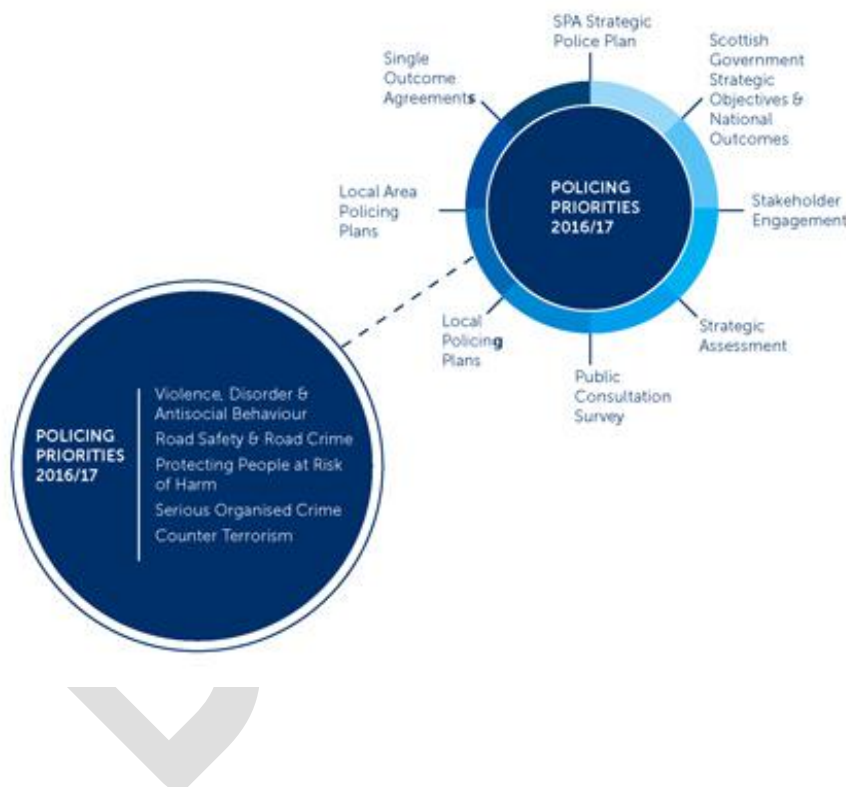 SPA Strategic
Police Plan
Scottish
Government
Strategic
Objectives &
National
Outcomes
Stakeholder
Engagement
Strategic
Assessment
Public
Consultation
Survey
Local
Policing
Plans
Local Area
Policing
Plans
Single
Outcome
Agreements
POLICING
PRIORITIES
2016/17
POLICING
PRIORITIES
2016/17
Violence, Disorder &
Antisocial Behaviour
Road Safety & Road Crime
Protecting People at Risk
of Harm
Serious Organised Crime
Counter Terrorism